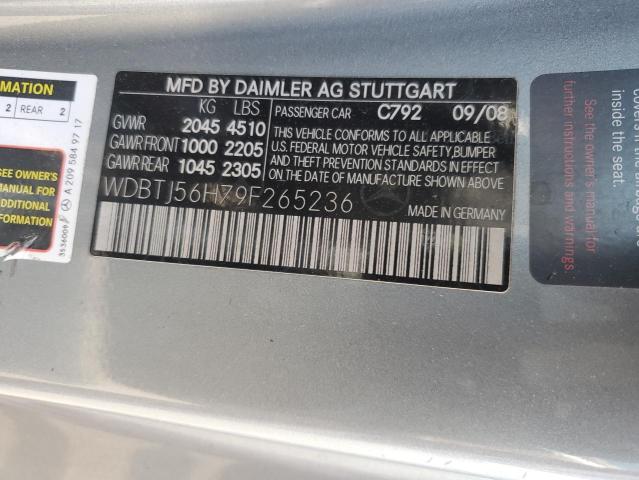 MFD BY DAIMLER AG STUTTGART
KG LBS
GVWR 2045 4510
GAWR FRONT 1000 2205
GAWR REAR 1045 2305
PASSENGER CAR C792 09/08
THIS VEHICLE CONFORMS TO ALL APPLICABLE
U.S. FEDERAL MOTOR VEHICLE SAFETY, BUMPER
AND THEFT PREVENTION STANDARDS IN EFFECT
ON THE DATE OF MANUFACTURE SHOWN ABOVE.
WDBTJ56H79F265236
MADE IN GERMANY
MATION
2 REAR 2
SEE OWNER'S
MANUAL FOR
ADDITIONAL
A 209 584 97 17
inside the seat.
See the owner's manual for
further instructions
and warnings.